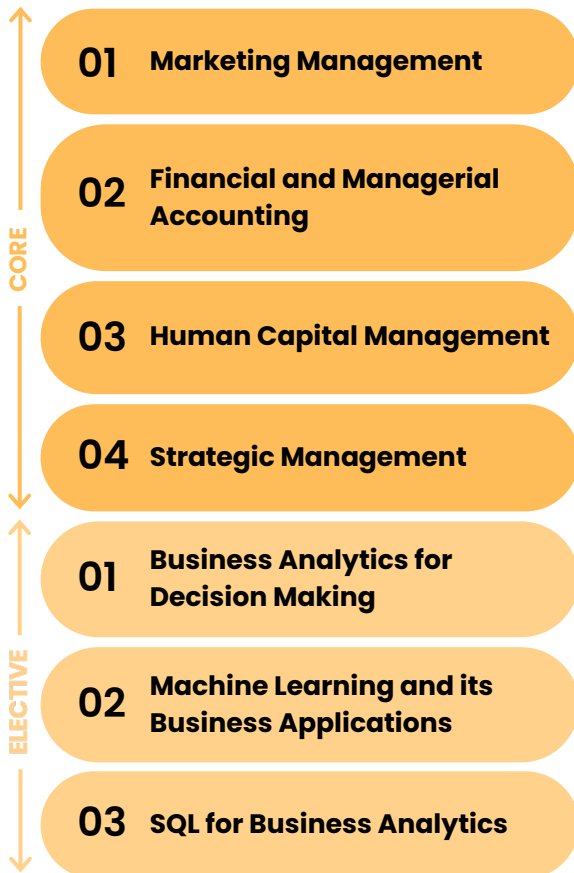 CORE
01 Marketing Management
02 Financial and Managerial
Accounting
03 Human Capital Management
04 Strategic Management
ELECTIVE
01 Business Analytics for
Decision Making
02 Machine Learning and its
Business Applications
03 SQL for Business Analytics